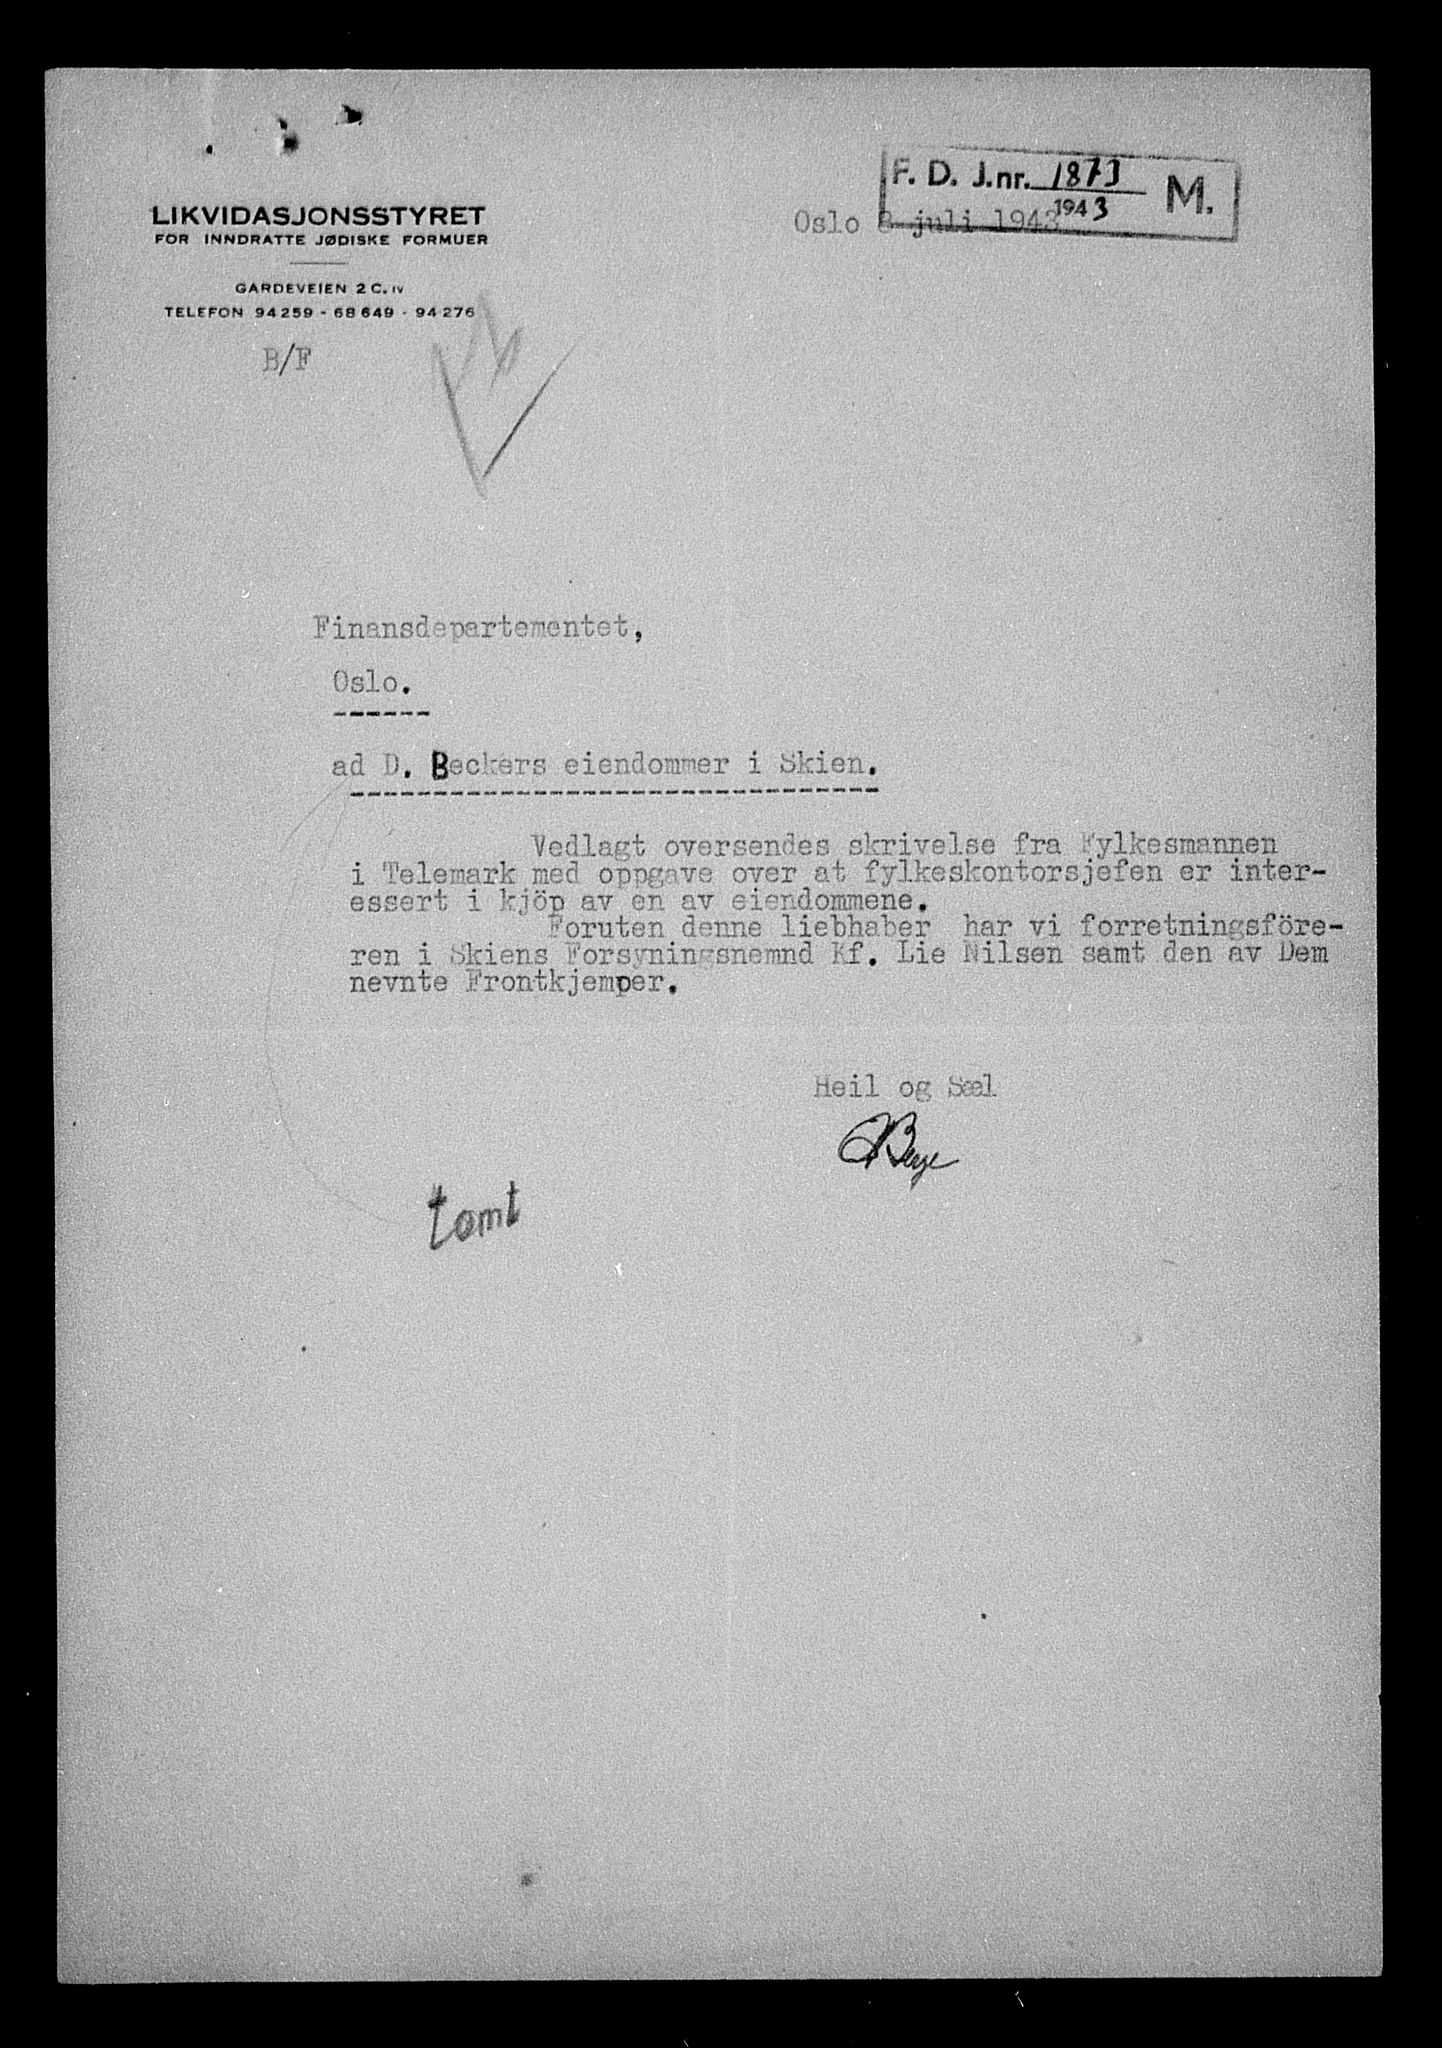 F. D. J.nr. 1873
1943 M.
LIKVIDASJONSSTYRET
FOR INNDRATTE JØDISKE FORMUER
Oslo 8 juli 1943
GARDEVEIEN 2 C. IV
TELEFON 94259 - 68649 - 94276
B/F
Finansdepartementet,
Oslo.
ad D. Beckers eiendommer i Skien.
Vedlagt oversendes skrivelse fra Fylkesmannen
i Telemark med oppgave over at fylkeskontorsjefen er inter-
essert i kjöp av en av eiendommene.
Foruten denne liebhaber har vi forretningsföre-
ren i Skiens Forsyningsnemnd Kf. Lie Nilsen samt den av Dem
nevnte Frontkjemper.
Heil og Sæl
Berge
tomt